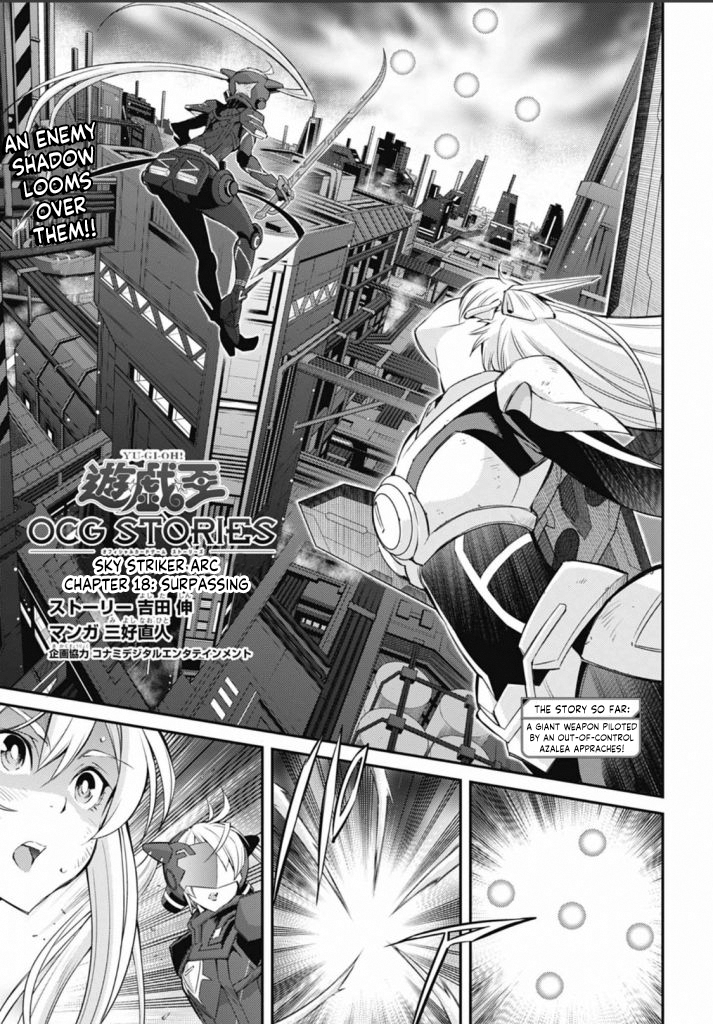 AN ENEMY
SHADOW
LOOMS
OVER
THEM!!
YU-GI-OH!
遊戯王
OCG STORIES
オフィシャルカードゲーム ストーリーズ
SKY STRIKER ARC
CHAPTER 18: SURPASSING
ストーリー 吉田 伸
マンガ 三好直人
企画協力 コナミデジタルエンタテインメント
THE STORY SO FAR:
A GIANT WEAPON PILOTED
BY AN OUT-OF-CONTROL
AZALEA APPRACHES!